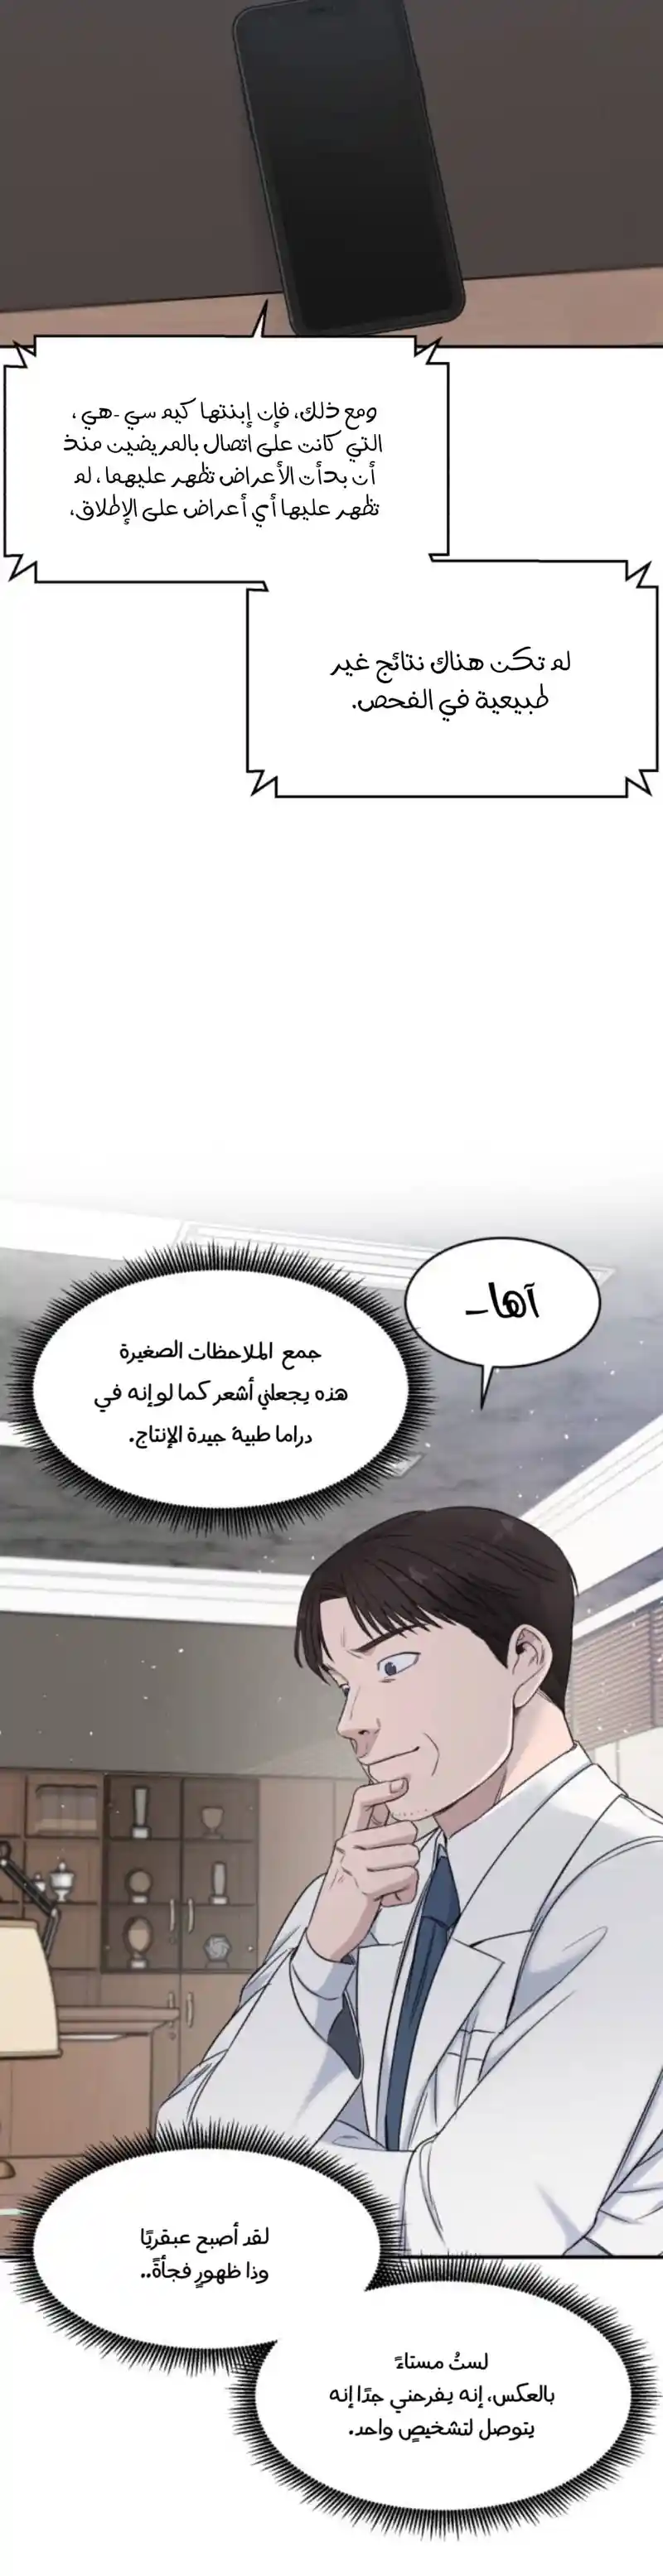 ومع ذلك، فإن إبنتها كيم سي-هي،
التي كانت على اتصال بالمريضين منذ
أن بدأت الأعراض تظهر عليهما، لم
تظهر عليها أي أعراض على الإطلاق،
لم تكن هناك نتائج غير
طبيعية في الفحص.
آها-
جمع الملاحظات الصغيرة
هذه يجعلني أشعر كما لو إنه في
دراما طبية جيدة الإنتاج.
لقد أصبح عبقريًا
وذا ظهورٍ فجأةً..
لستُ مستاءً
بالعكس، إنه يفرحني جدًا إنه
يتوصل لتشخيصٍ واحد.